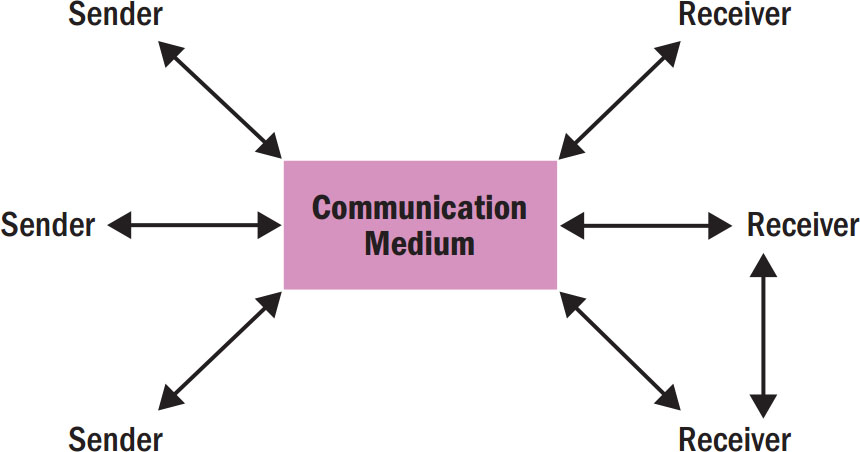 Sender
Receiver
Sender
Communication
Medium
Receiver
Sender
Receiver